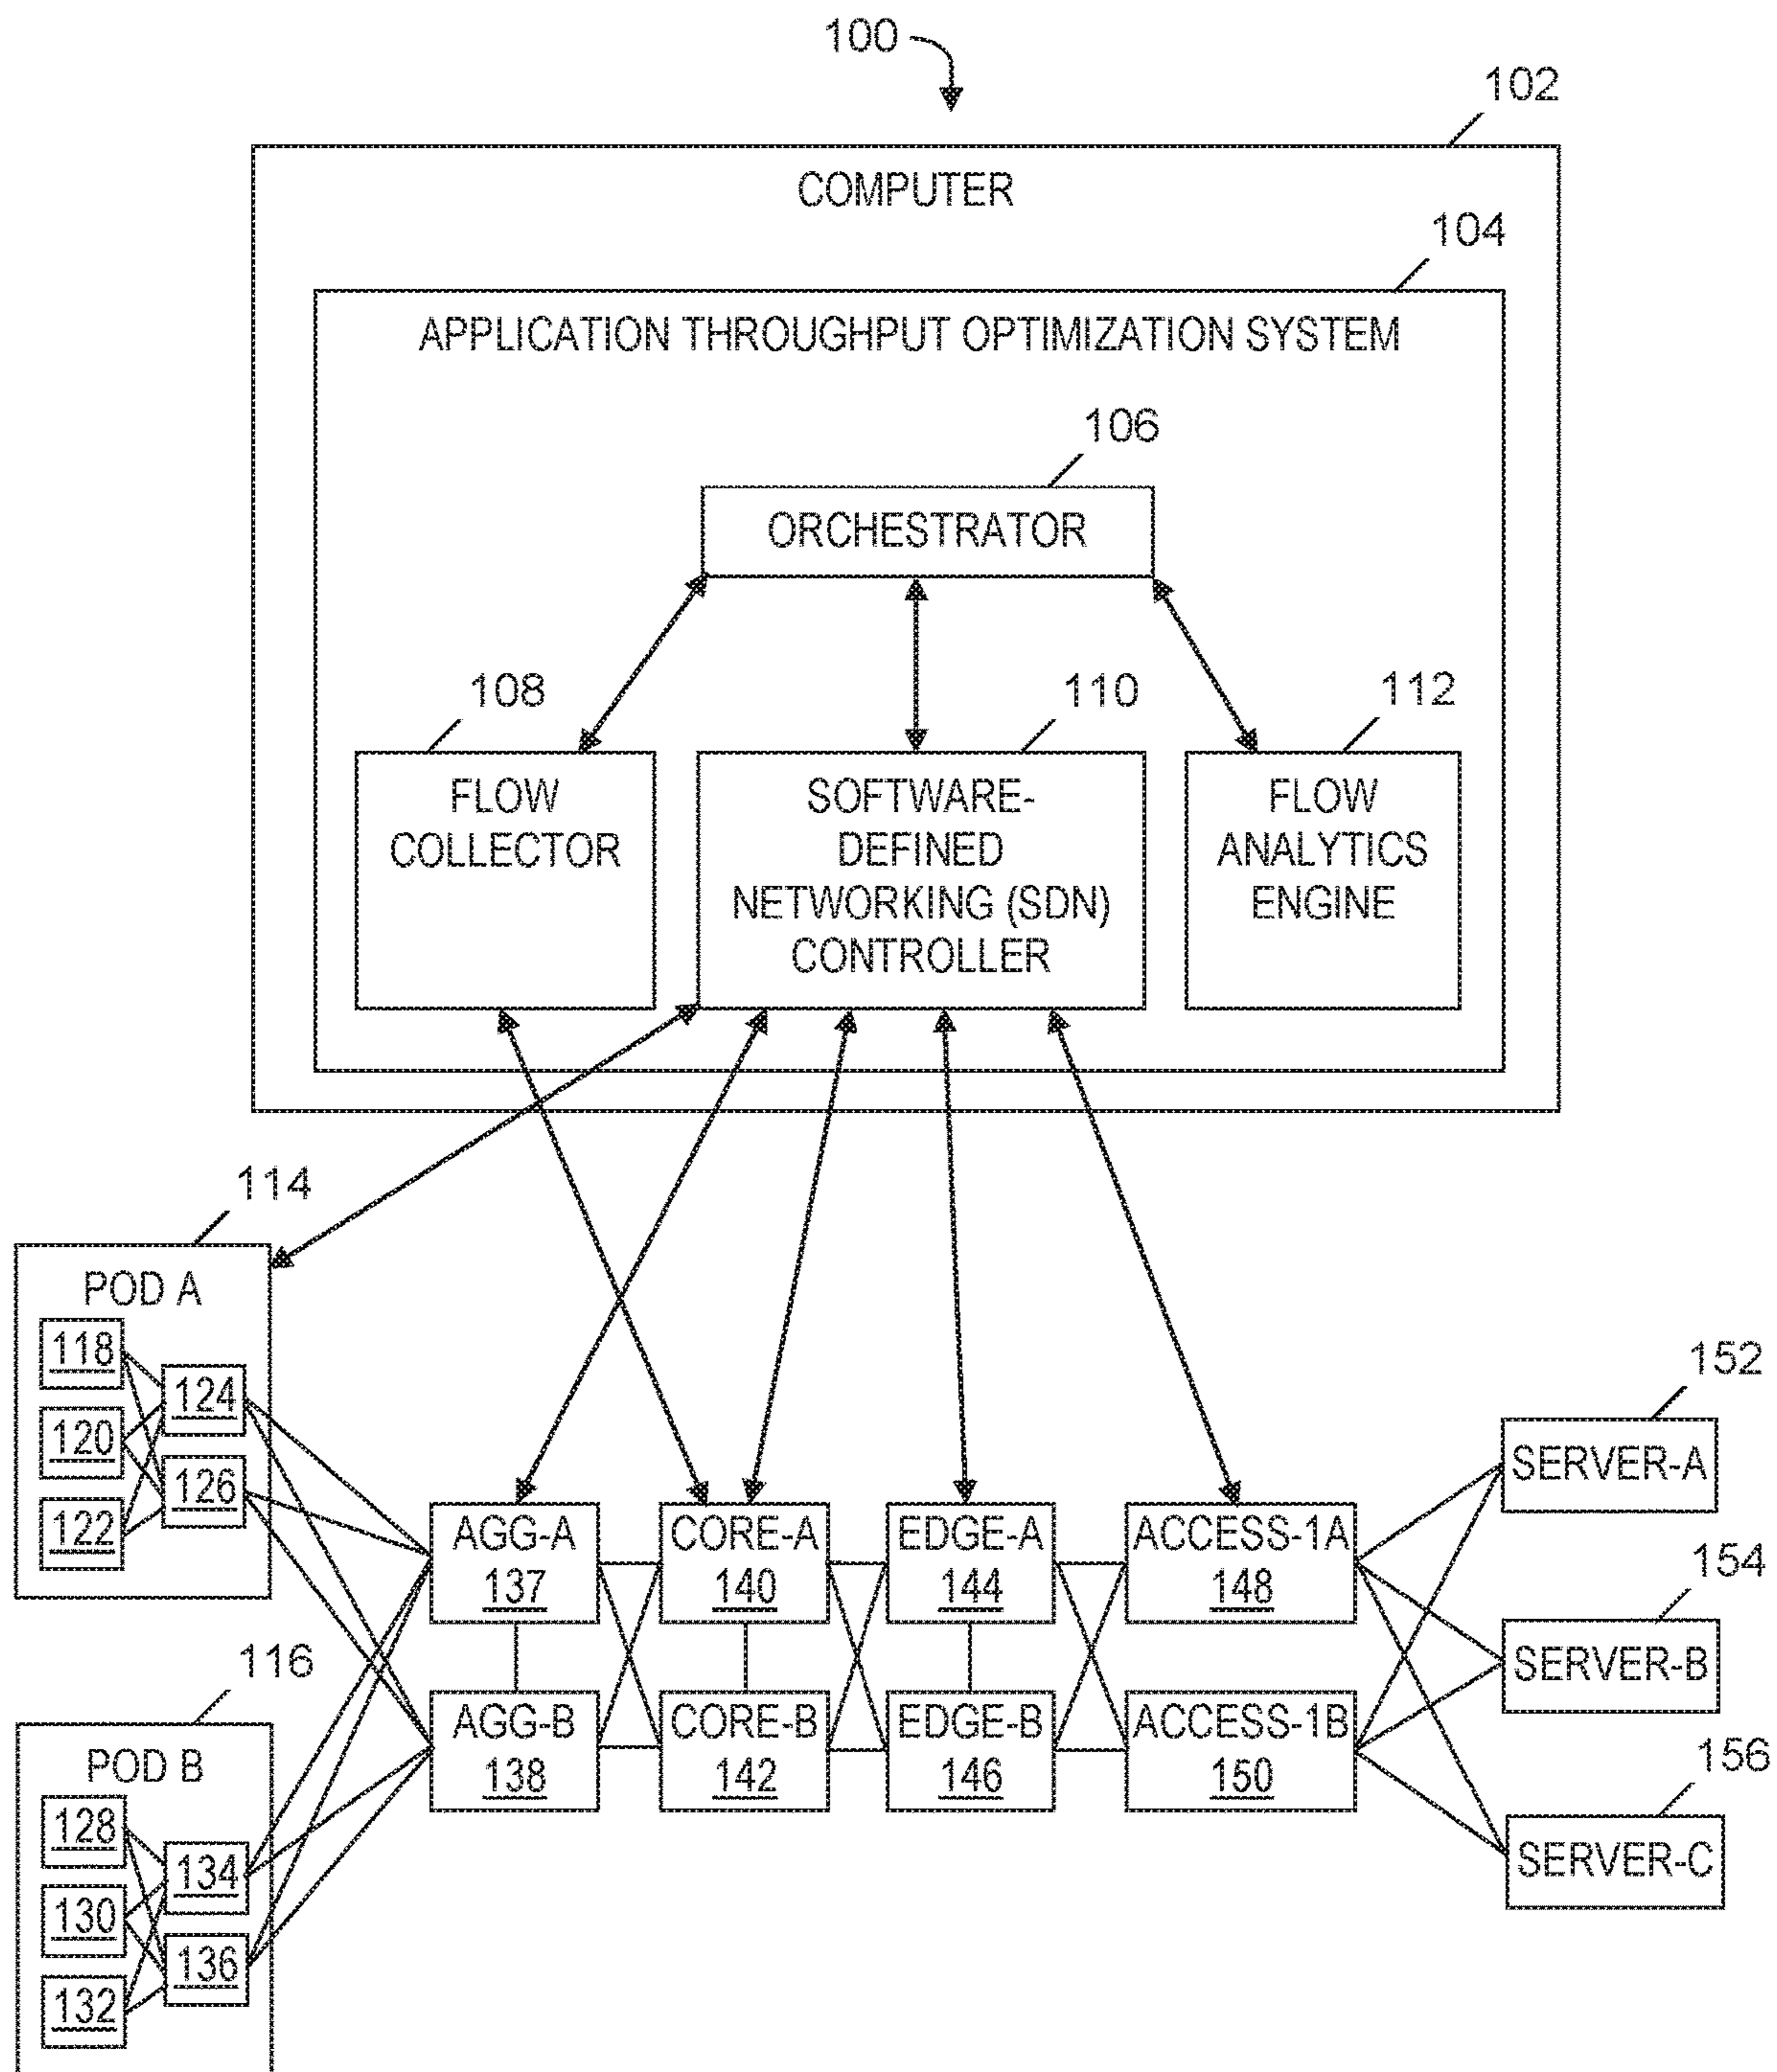 100
102
COMPUTER
104
APPLICATION THROUGHPUT OPTIMIZATION SYSTEM
106
ORCHESTRATOR
108
110
112
FLOW
COLLECTOR
SOFTWARE-
DEFINED
NETWORKING (SDN)
CONTROLLER
FLOW
ANALYTICS
ENGINE
114
POD A
118
120
122
124
126
116
POD B
128
130
132
134
136
AGG-A
137
CORE-A
140
EDGE-A
144
ACCESS-1A
148
AGG-B
138
CORE-B
142
EDGE-B
146
ACCESS-1B
150
152
SERVER-A
154
SERVER-B
156
SERVER-C